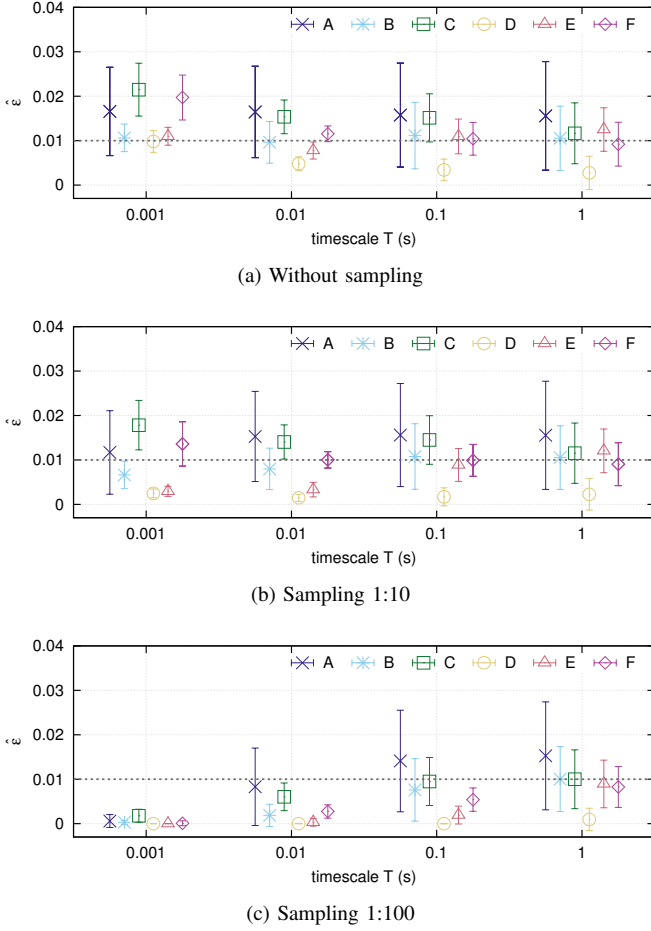 0.04
A B C D E F
0.03
0.02
ε̂
0.01
0
0.001 0.01 0.1 1
timescale T (s)
(a) Without sampling
0.04
A B C D E F
0.03
0.02
ε̂
0.01
0
0.001 0.01 0.1 1
timescale T (s)
(b) Sampling 1:10
0.04
A B C D E F
0.03
0.02
ε̂
0.01
0
0.001 0.01 0.1 1
timescale T (s)
(c) Sampling 1:100